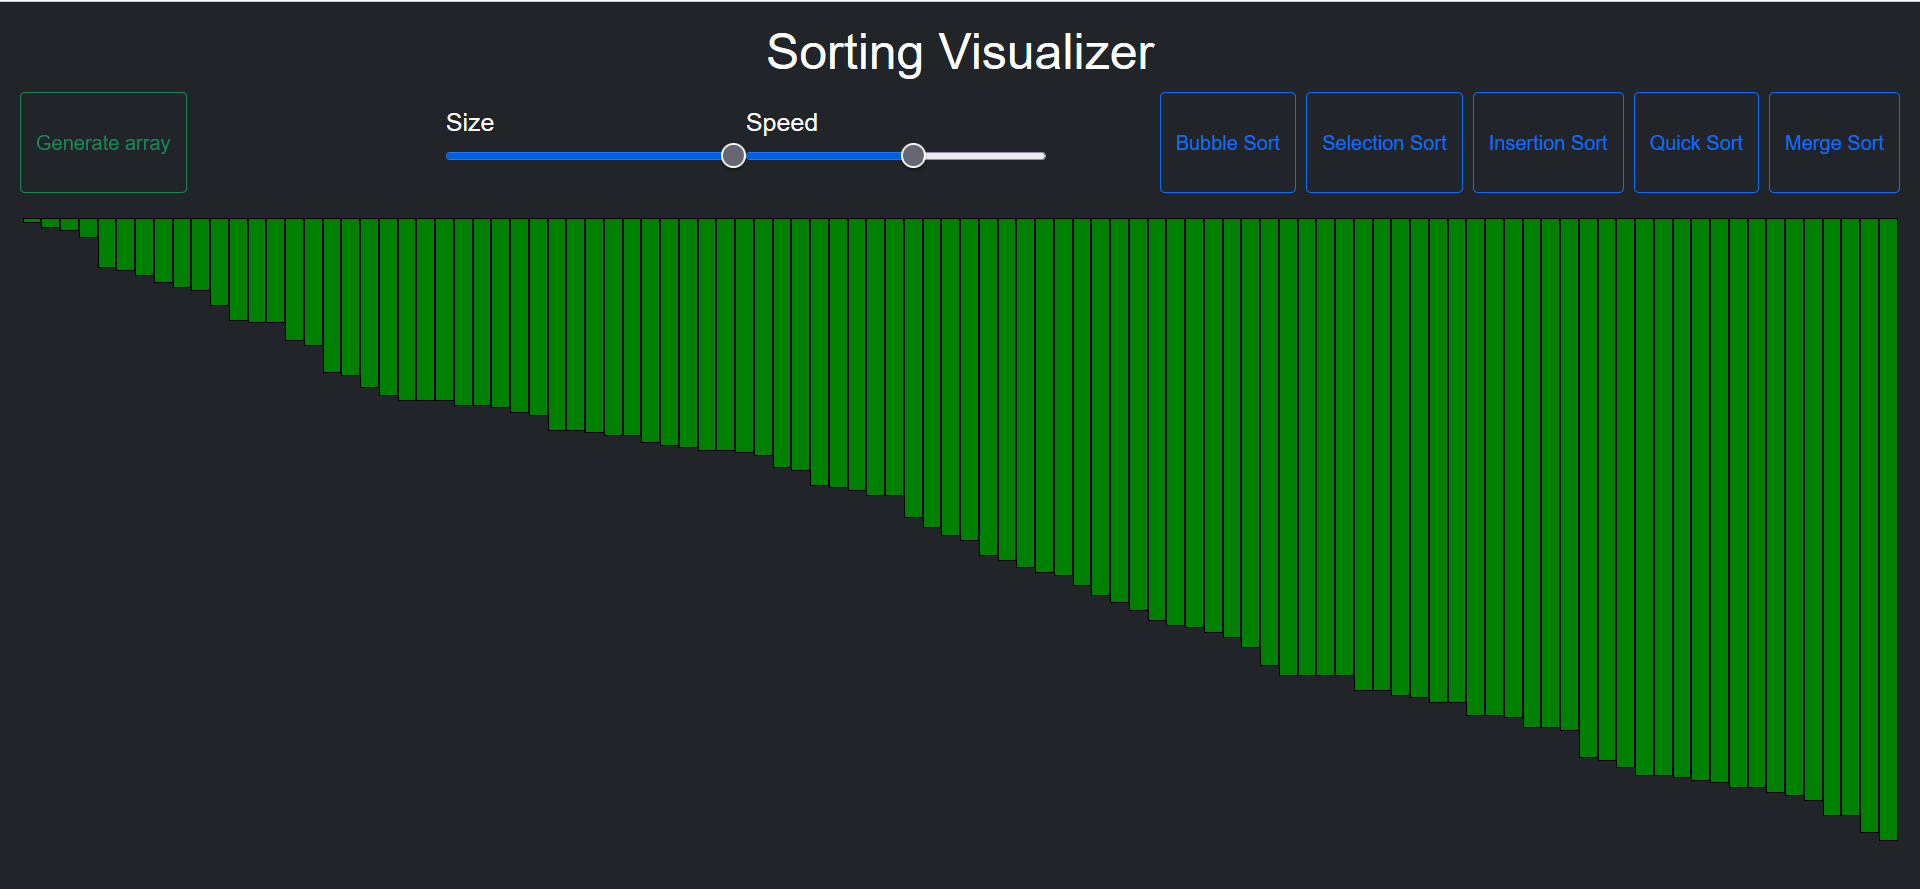 Sorting Visualizer
Generate array
Size
Speed
Bubble Sort
Selection Sort
Insertion Sort
Quick Sort
Merge Sort